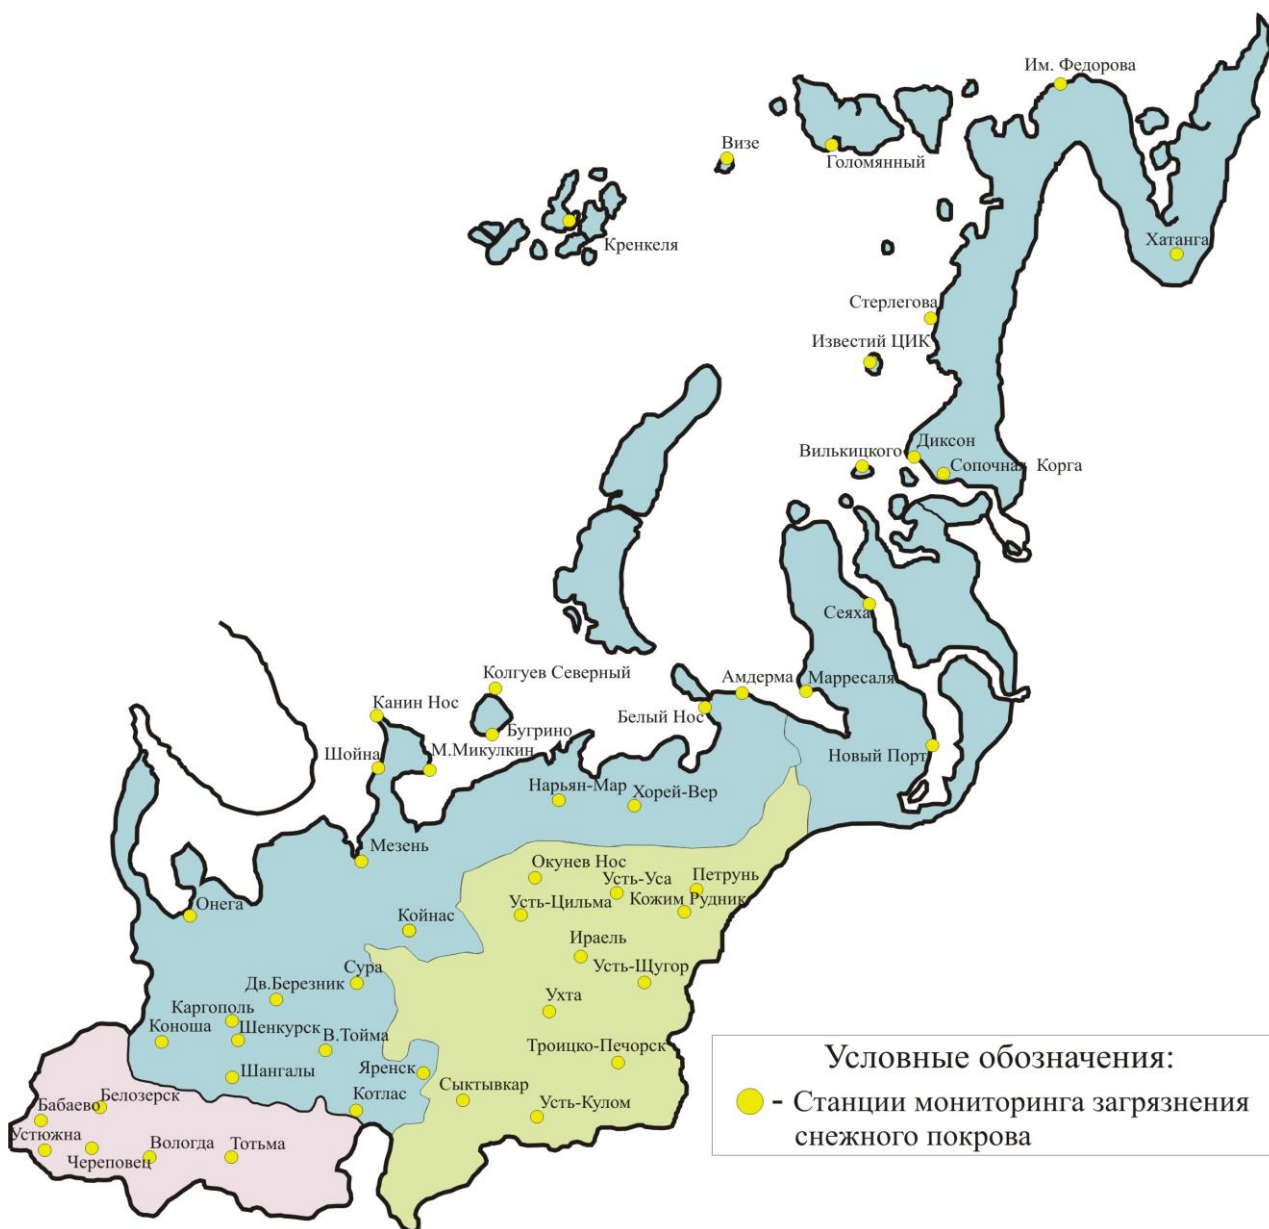 Им. Федорова
Визе
Голомянный
Кренкеля
Хатанга
Стерлегова
Известий ЦИК
Диксон
Вилькицкого
Сопочная Корга
Сеяха
Колгуев Северный
Амдерма
Марресаля
Канин Нос
Белый Нос
Бугрино
Шойна
М.Микулкин
Новый Порт
Нарьян-Мар
Хорей-Вер
Мезень
Окунев Нос
Усть-Уса
Петрунь
Кожим Рудник
Усть-Цильма
Онега
Койнас
Ираель
Усть-Щугор
Сура
Дв.Березник
Ухта
Каргополь
Коноша
Шенкурск
В.Тойма
Троицко-Печорск
Яренск
Шангалы
Сыктывкар
Белозерск
Котлас
Усть-Кулом
Бабаево
Устюжна
Вологда
Тотьма
Череповец
Условные обозначения:
- Станции мониторинга загрязнения
снежного покрова